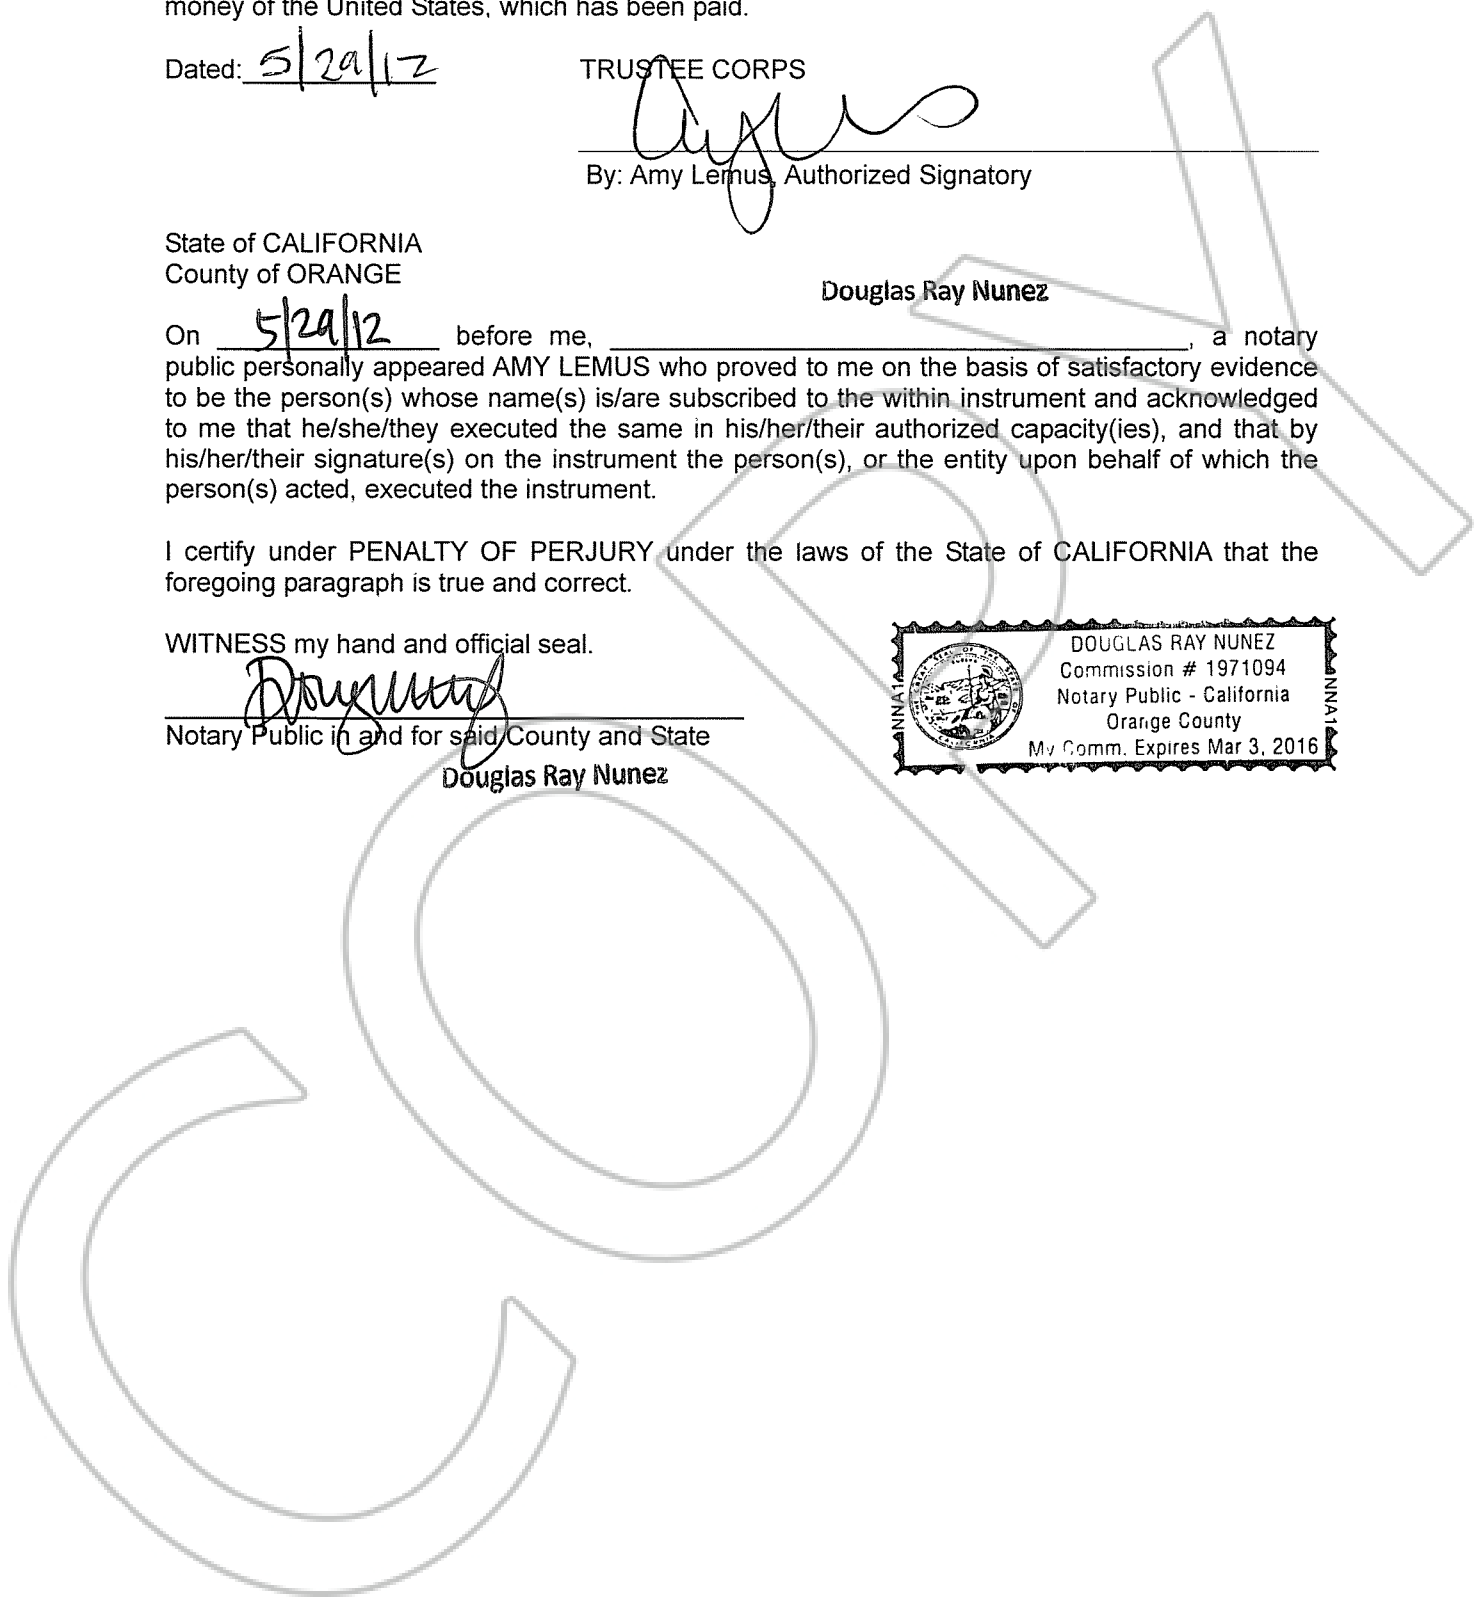 money of the United States, which has been paid.
Dated: 5/29/12 TRUSTEE CORPS
By: Amy Lemus, Authorized Signatory
State of CALIFORNIA
County of ORANGE
Douglas Ray Nunez
On 5/29/12 before me, , a notary
public personally appeared AMY LEMUS who proved to me on the basis of satisfactory evidence
to be the person(s) whose name(s) is/are subscribed to the within instrument and acknowledged
to me that he/she/they executed the same in his/her/their authorized capacity(ies), and that by
his/her/their signature(s) on the instrument the person(s), or the entity upon behalf of which the
person(s) acted, executed the instrument.
I certify under PENALTY OF PERJURY under the laws of the State of CALIFORNIA that the
foregoing paragraph is true and correct.
WITNESS my hand and official seal.
Notary Public in and for said County and State
Douglas Ray Nunez
DOUGLAS RAY NUNEZ
Commission # 1971094
Notary Public - California
Orange County
My Comm. Expires Mar 3, 2016
COPY